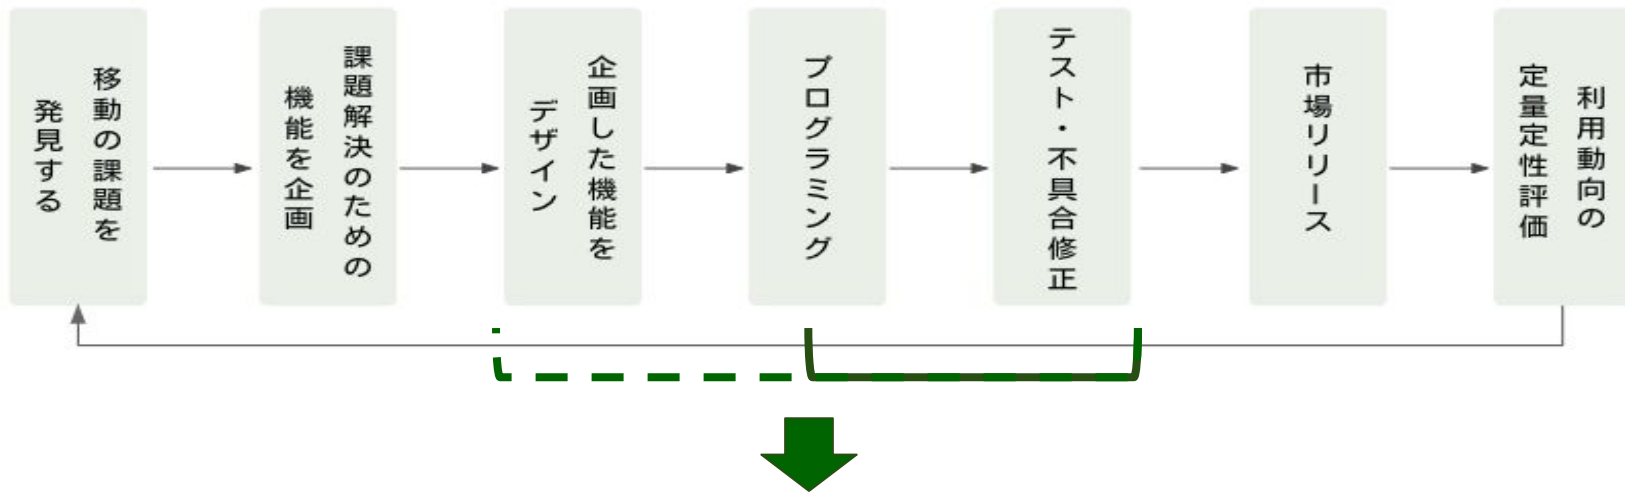 移動の課題を
発見する
課題解決のための
機能を企画
企画した機能を
デザイン
プログラミング
テスト・不具合修正
市場リリース
利用動向の
定量定性評価